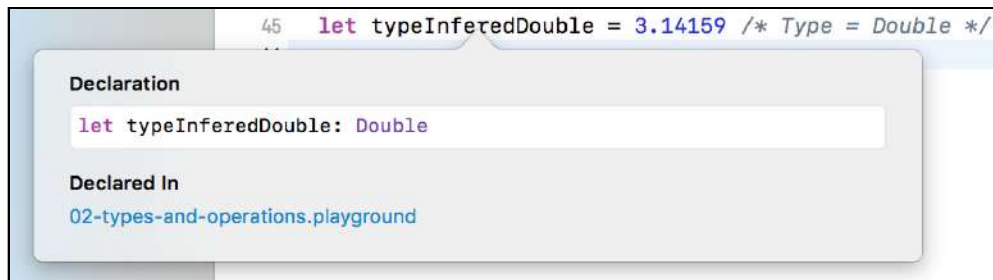 45 let typeInferedDouble = 3.14159 /* Type = Double */
Declaration
let typeInferedDouble: Double
Declared In
02-types-and-operations.playground